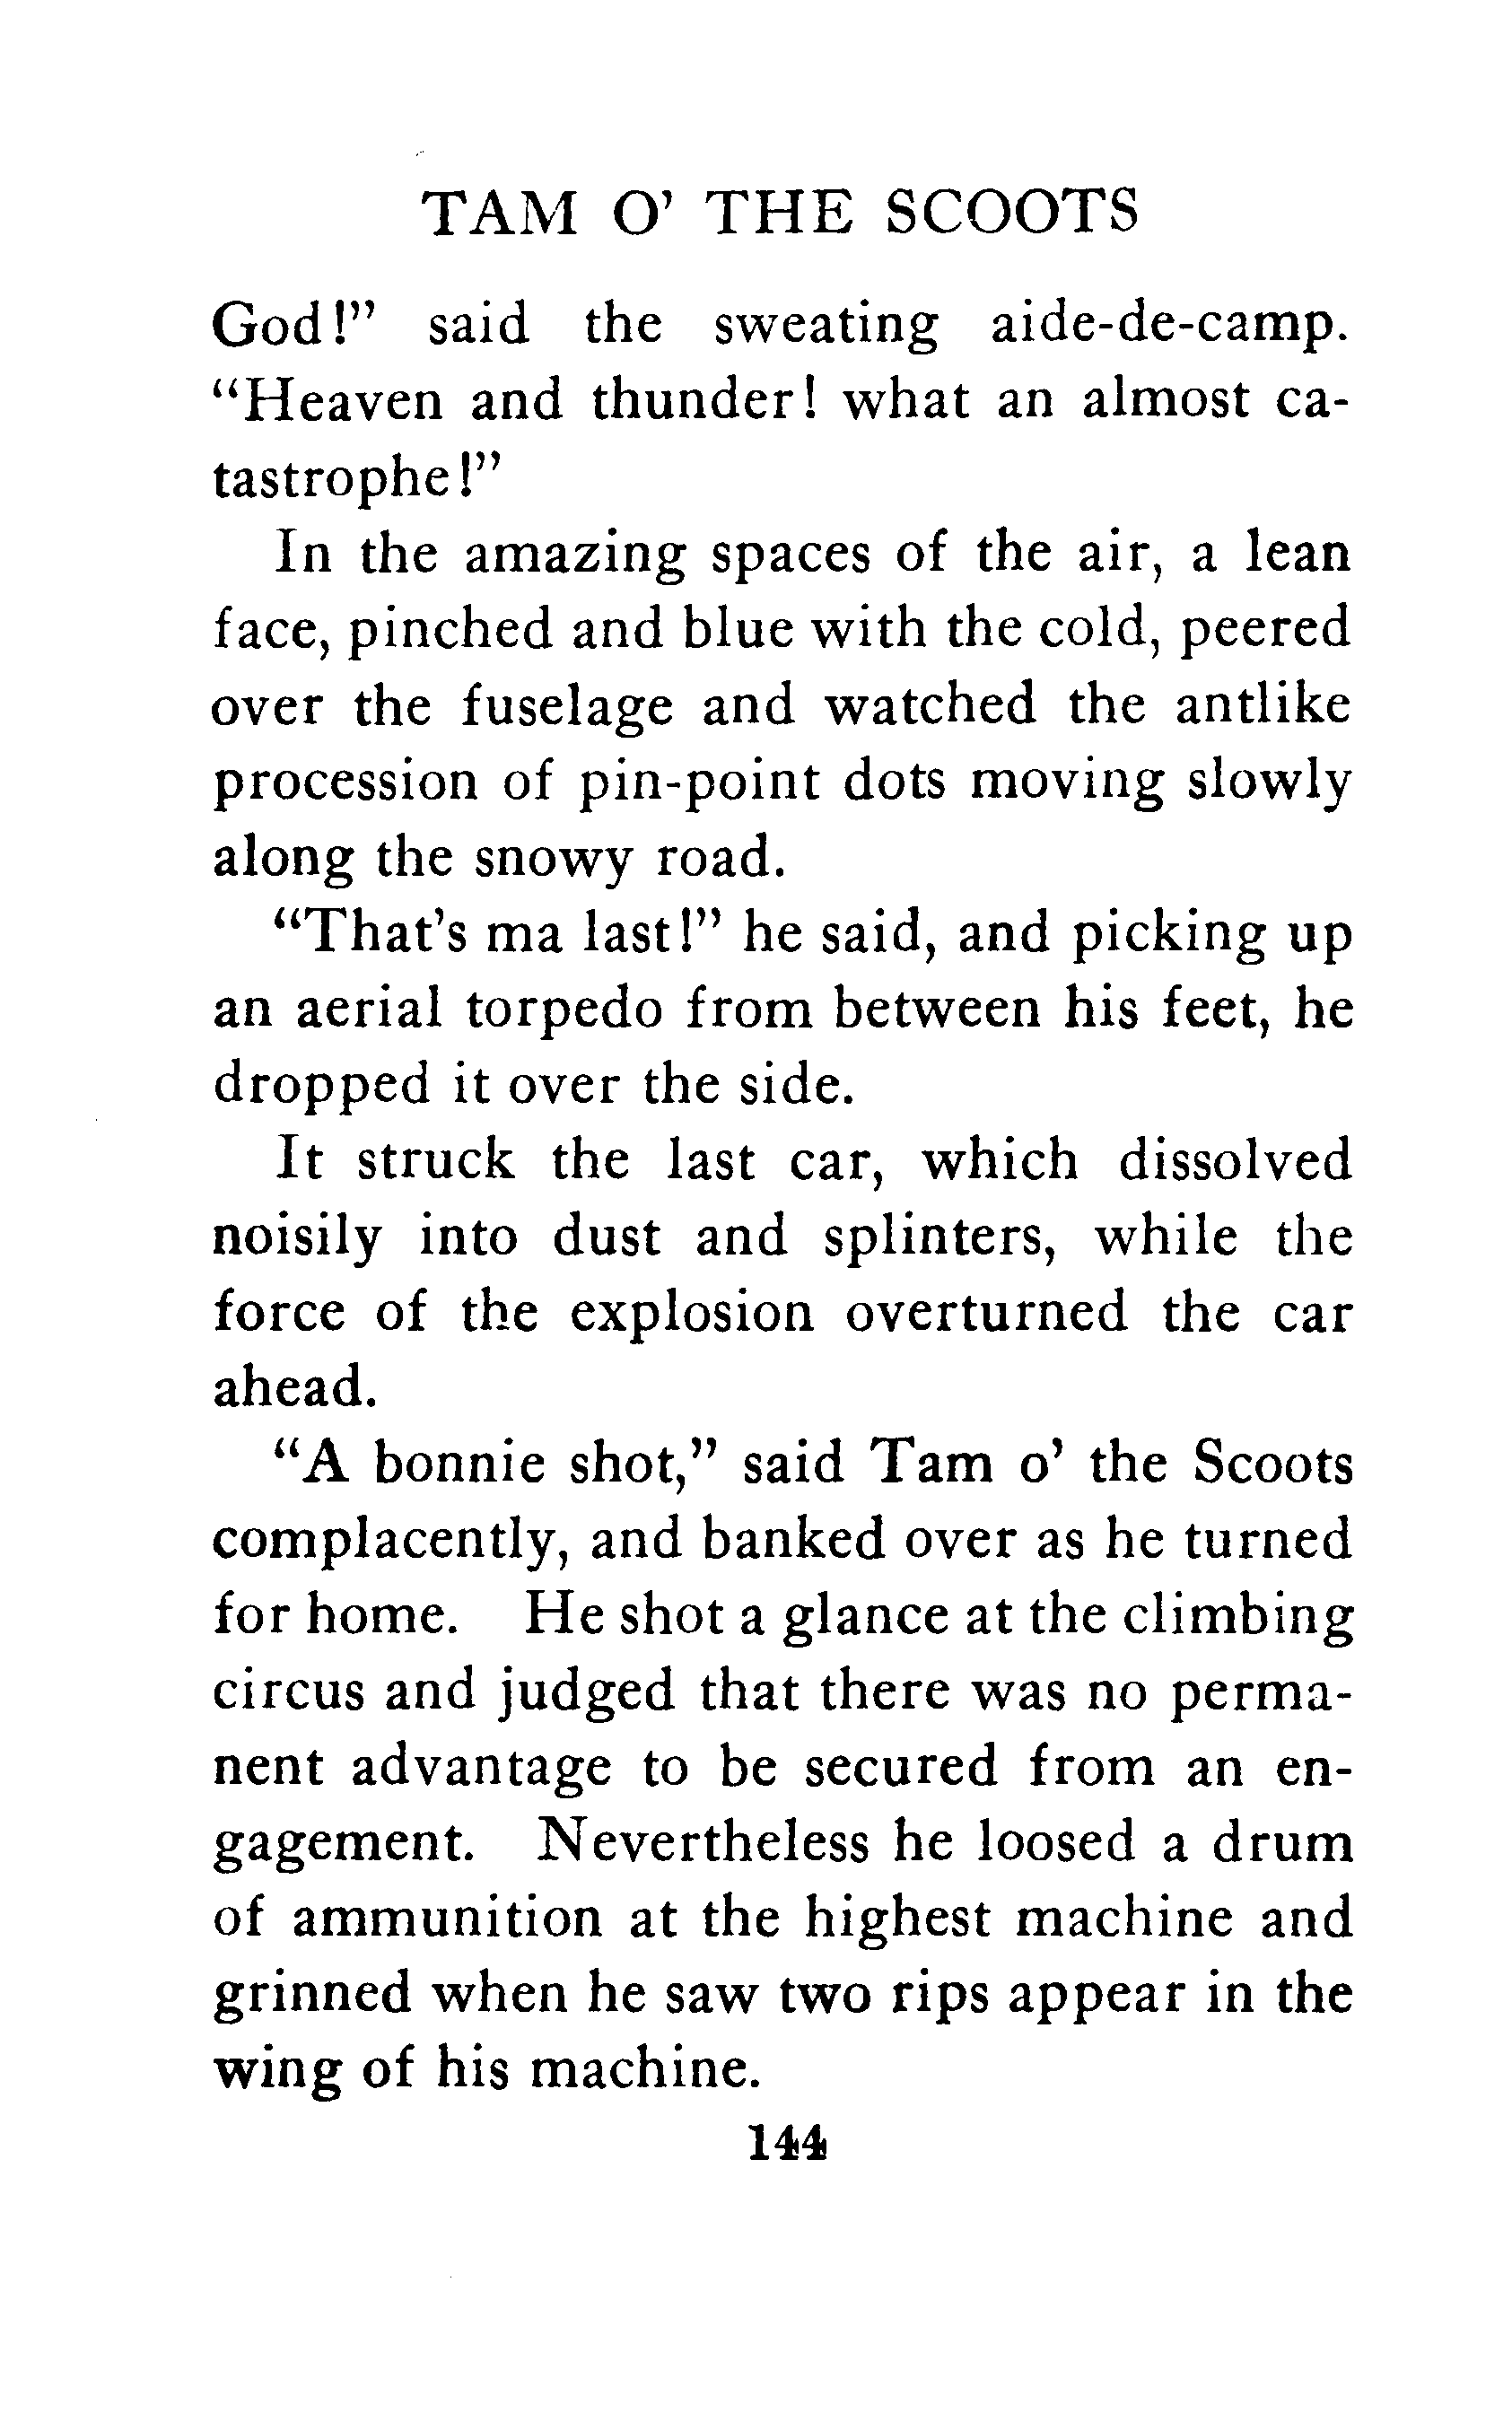 TAM O' THE SCOOTS
God!" said the sweating aide-de-camp.
"Heaven and thunder! what an almost ca-
tastrophe!"
In the amazing spaces of the air, a lean
face, pinched and blue with the cold, peered
over the fuselage and watched the antlike
procession of pin-point dots moving slowly
along the snowy road.
"That's ma last!" he said, and picking up
an aerial torpedo from between his feet, he
dropped it over the side.
It struck the last car, which dissolved
noisily into dust and splinters, while the
force of the explosion overturned the car
ahead.
"A bonnie shot," said Tam o' the Scoots
complacently, and banked over as he turned
for home. He shot a glance at the climbing
circus and judged that there was no perma-
nent advantage to be secured from an en-
gagement. Nevertheless he loosed a drum
of ammunition at the highest machine and
grinned when he saw two rips appear in the
wing of his machine.
144